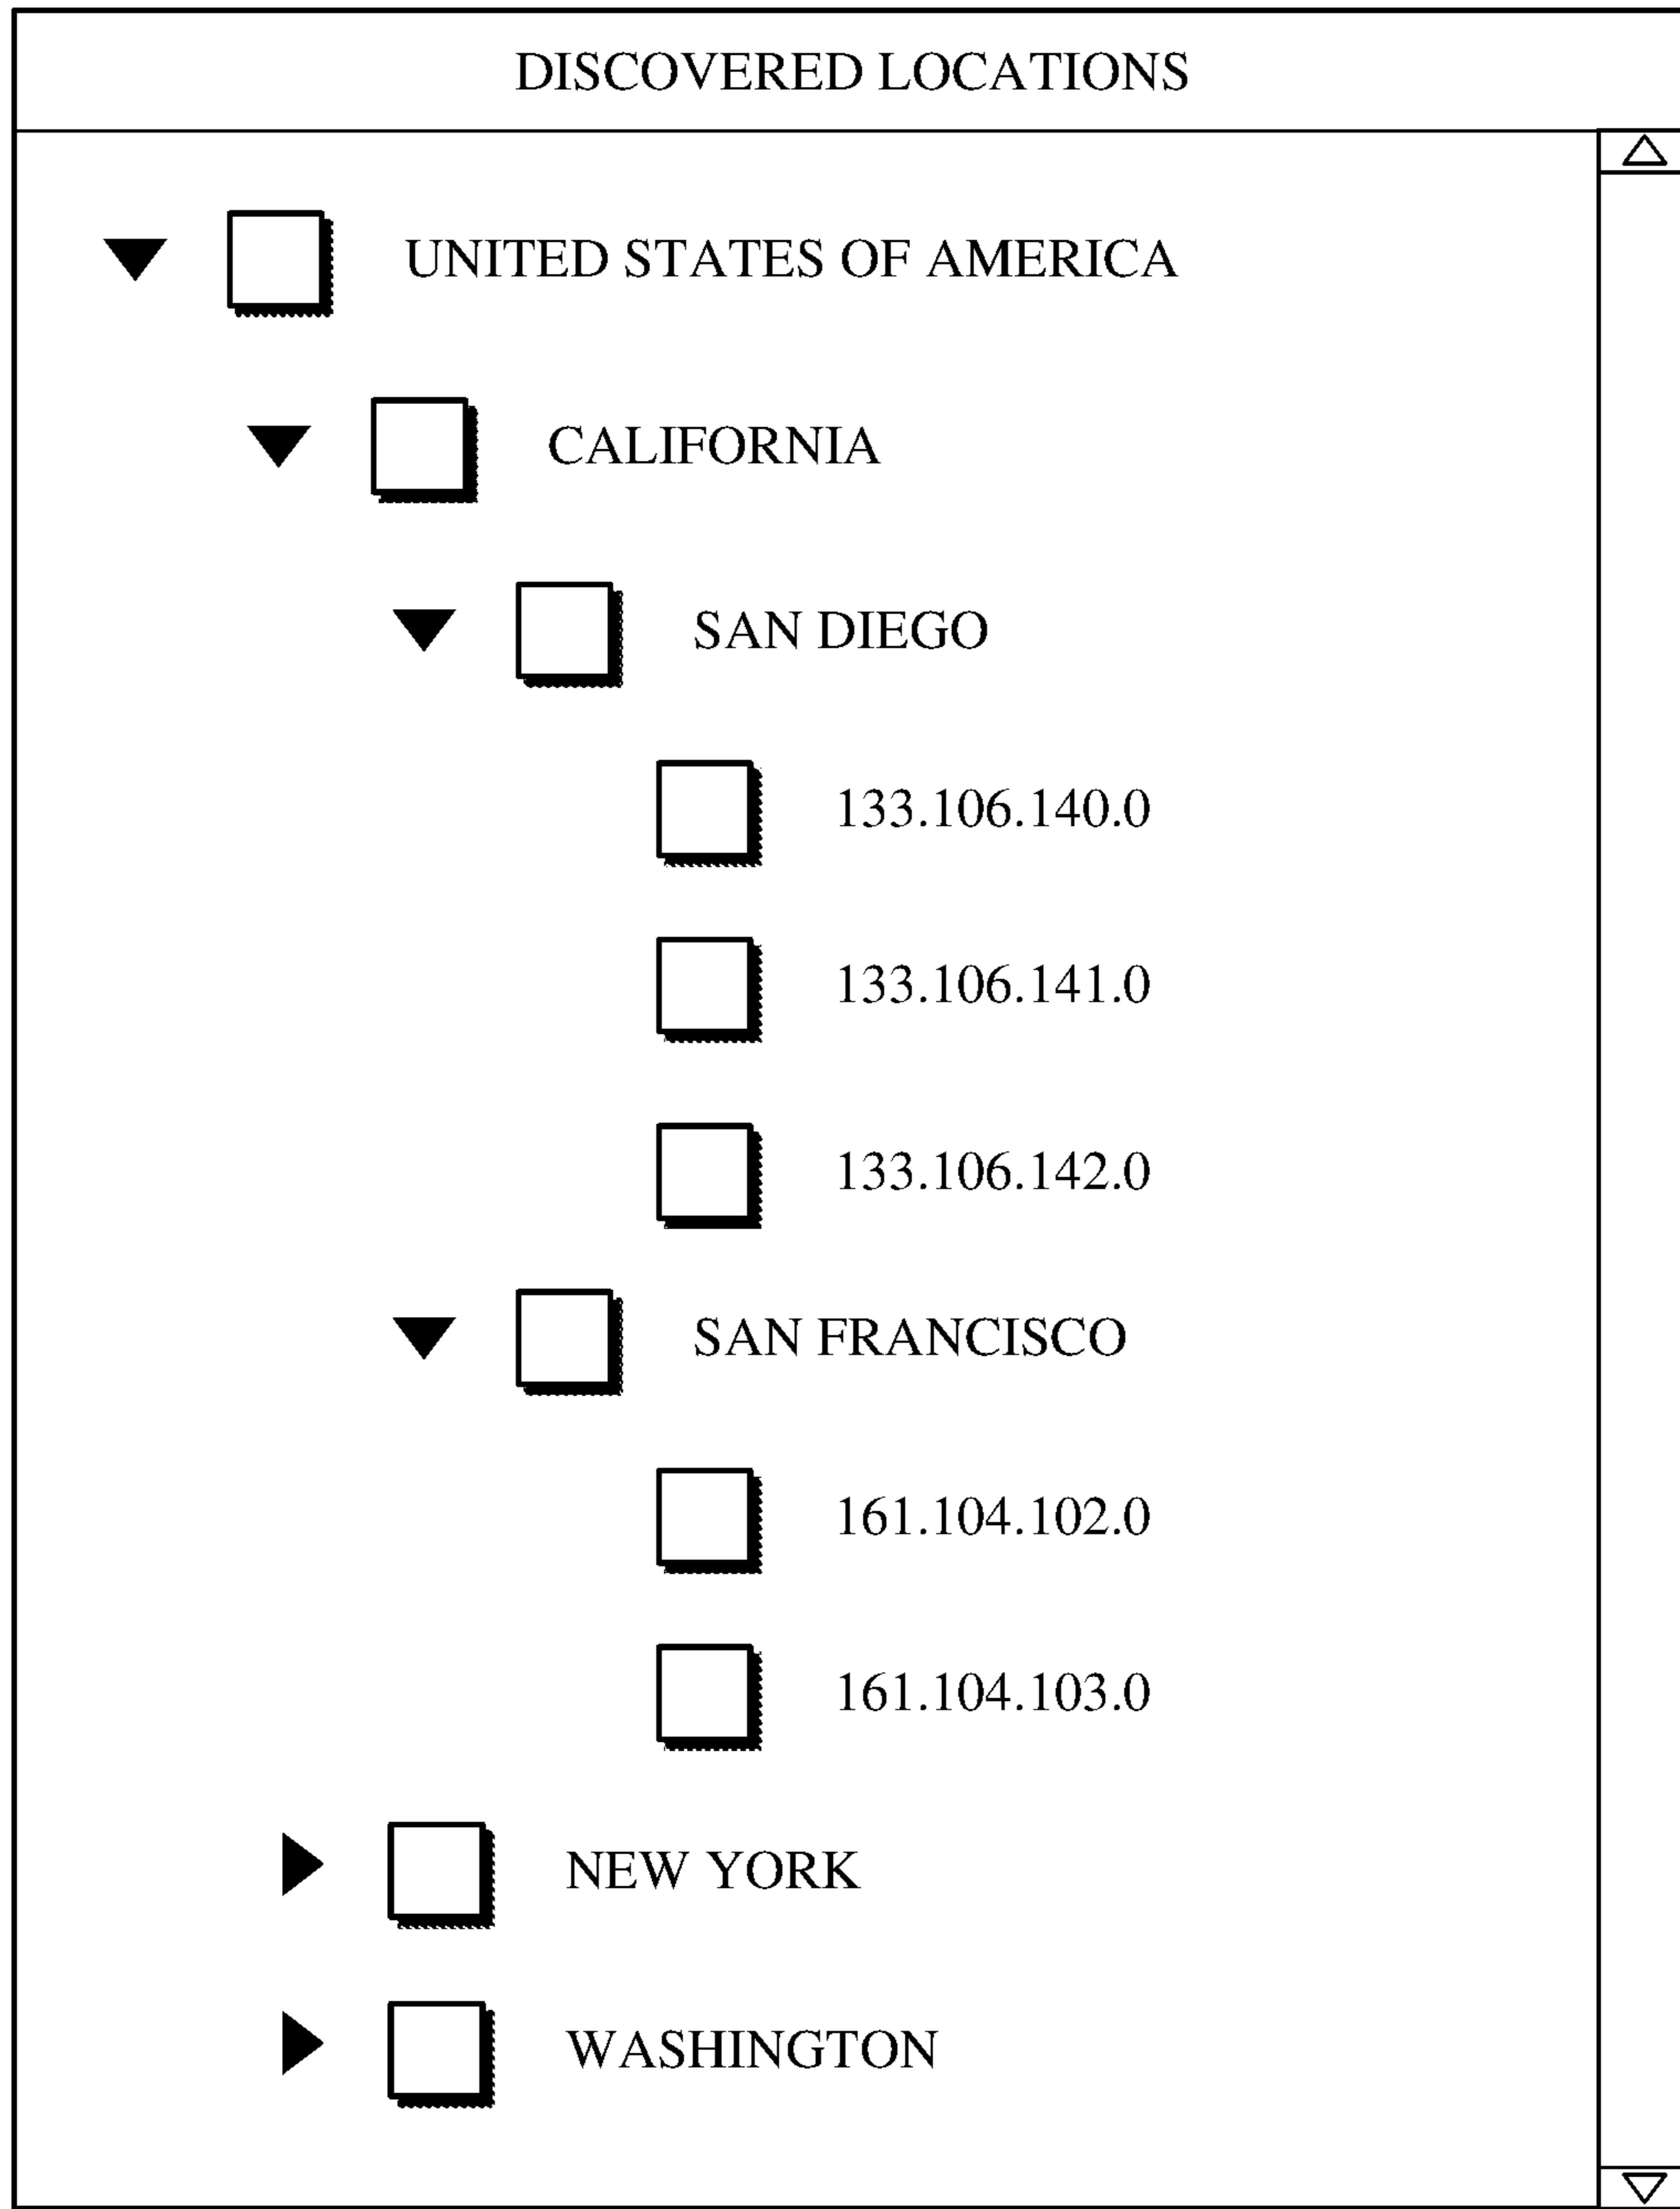 DISCOVERED LOCATIONS
UNITED STATES OF AMERICA
CALIFORNIA
SAN DIEGO
133.106.140.0
133.106.141.0
133.106.142.0
SAN FRANCISCO
161.104.102.0
161.104.103.0
NEW YORK
WASHINGTON